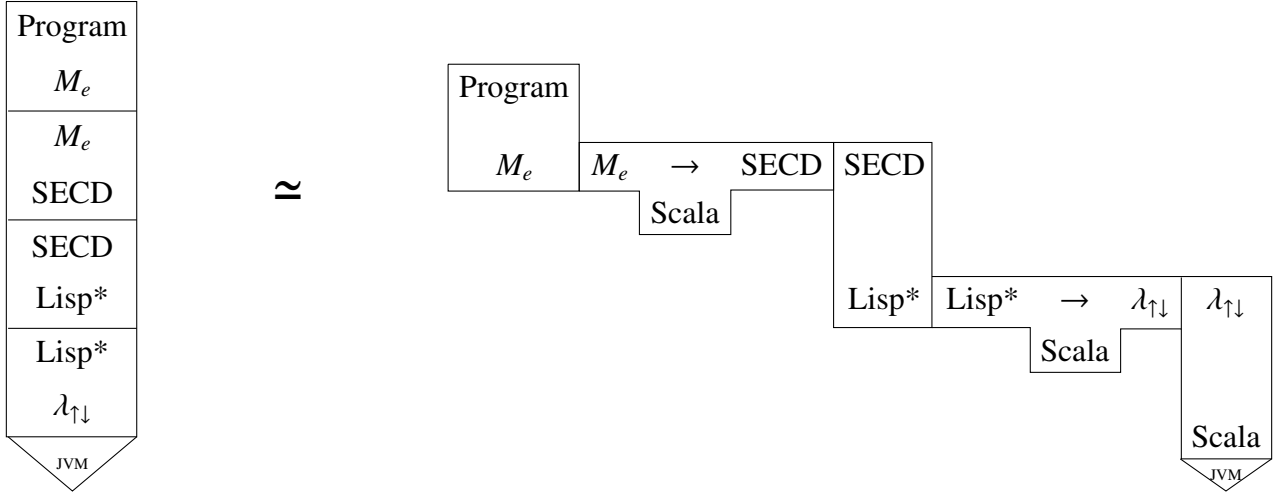 Program
M_e
M_e
SECD
SECD
Lisp*
Lisp*
λ↑↓
JVM
≃
Program
M_e M_e → SECD SECD
Scala
Lisp* Lisp* → λ↑↓ λ↑↓
Scala
Scala
JVM